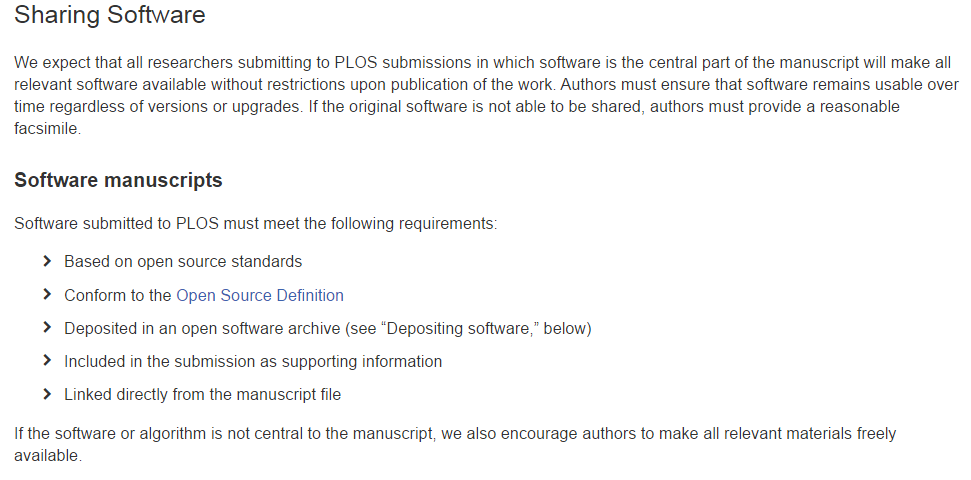 Sharing Software
We expect that all researchers submitting to PLOS submissions in which software is the central part of the manuscript will make all
relevant software available without restrictions upon publication of the work. Authors must ensure that software remains usable over
time regardless of versions or upgrades. If the original software is not able to be shared, authors must provide a reasonable
facsimile.
Software manuscripts
Software submitted to PLOS must meet the following requirements:
Based on open source standards
Conform to the Open Source Definition
Deposited in an open software archive (see “Depositing software,” below)
Included in the submission as supporting information
Linked directly from the manuscript file
If the software or algorithm is not central to the manuscript, we also encourage authors to make all relevant materials freely
available.